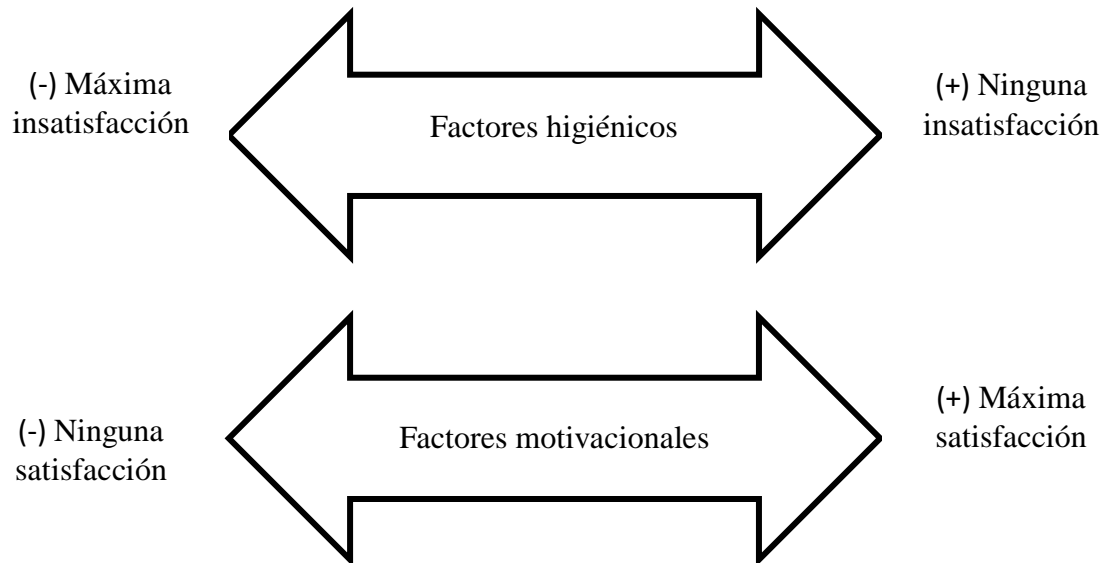 (-) Máxima
insatisfacción
Factores higiénicos
(+) Ninguna
insatisfacción
(-) Ninguna
satisfacción
Factores motivacionales
(+) Máxima
satisfacción